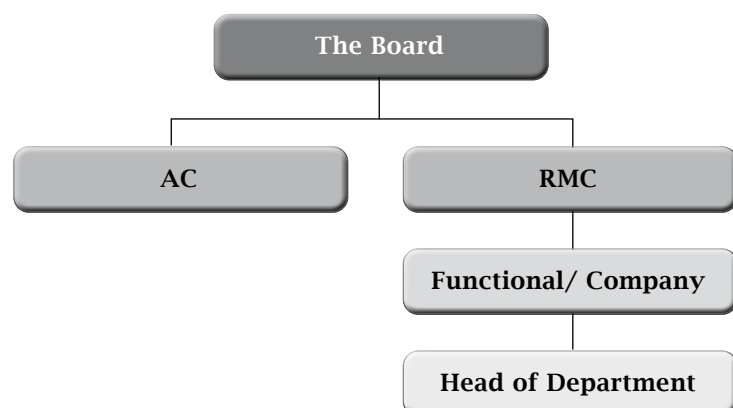 The Board
AC
RMC
Functional/ Company
Head of Department